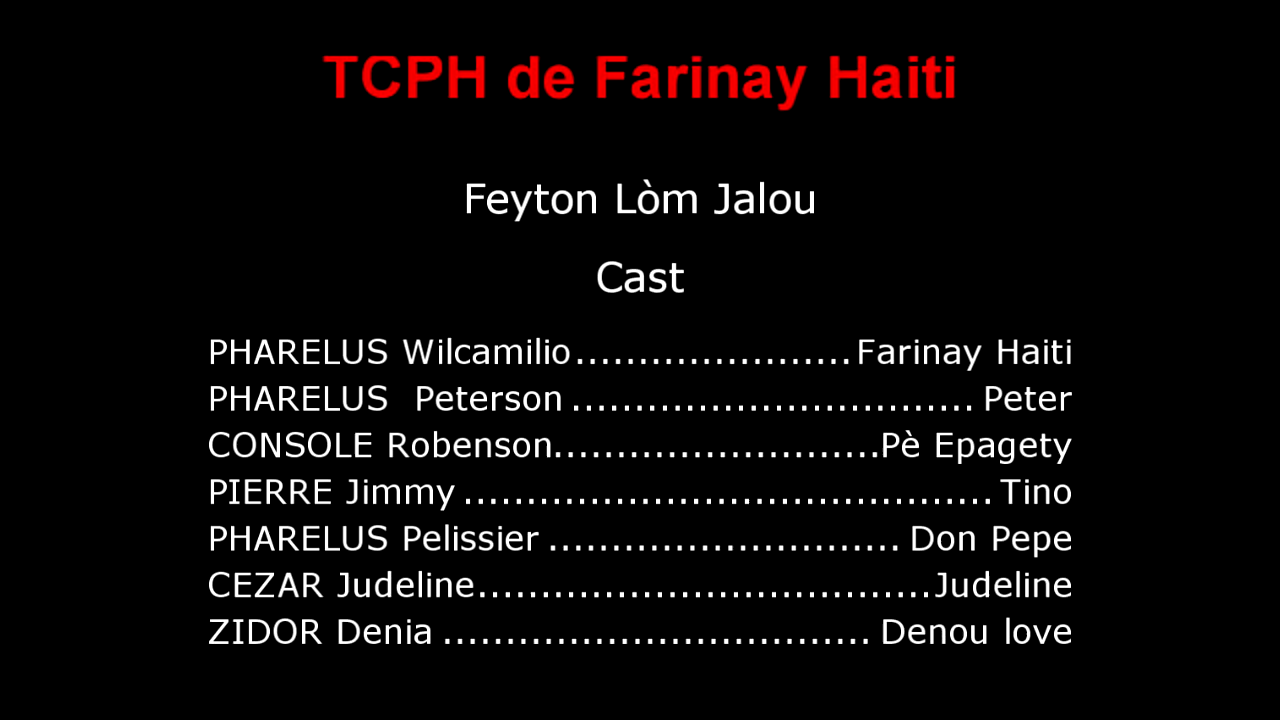 TCPH de Farinay Haiti
Feyton Lòm Jalou
Cast
PHARELUS Wilcamilio......................Farinay Haiti
PHARELUS  Peterson ................................ Peter
CONSOLE Robenson..........................Pè Epagety
PIERRE Jimmy .......................................... Tino
PHARELUS Pelissier ............................ Don Pepe
CEZAR Judeline....................................Judeline
ZIDOR Denia .................................. Denou love